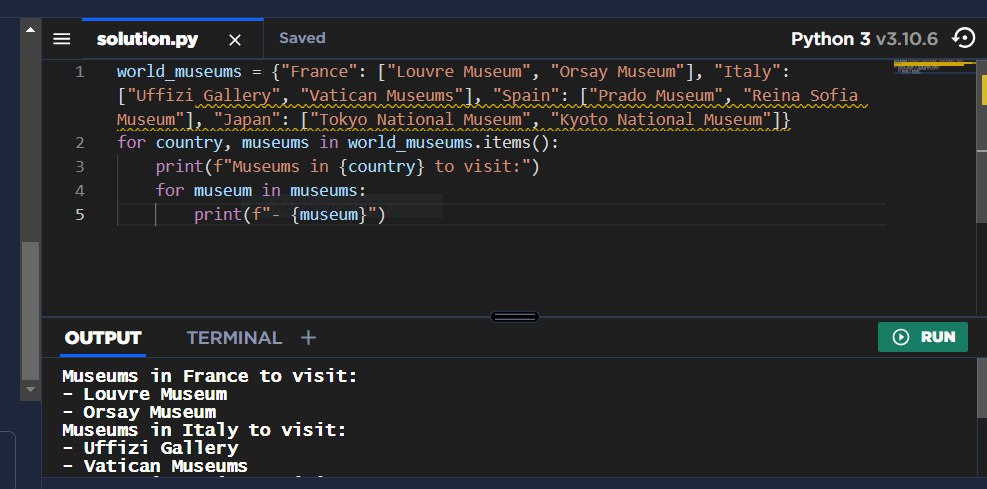 solution.py × Saved Python 3 v3.10.6
1 world_museums = {"France": ["Louvre Museum", "Orsay Museum"], "Italy":
["Uffizi Gallery", "Vatican Museums"], "Spain": ["Prado Museum", "Reina Sofia
Museum"], "Japan": ["Tokyo National Museum", "Kyoto National Museum"]}
2 for country, museums in world_museums.items():
3     print(f"Museums in {country} to visit:")
4     for museum in museums:
5         print(f"- {museum}")
OUTPUT TERMINAL + RUN
Museums in France to visit:
- Louvre Museum
- Orsay Museum
Museums in Italy to visit:
- Uffizi Gallery
- Vatican Museums